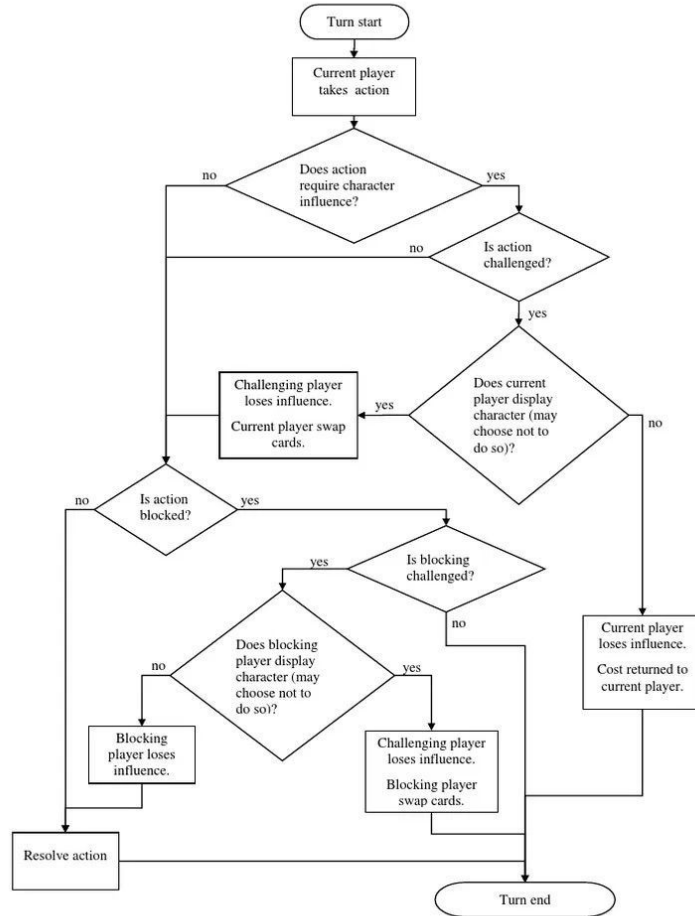 Turn start
Current player
takes action
Does action
require character
influence?
no
yes
Is action
challenged?
no
yes
Does current
player display
character (may
choose not to
do so)?
yes
no
Challenging player
loses influence.
Current player swap
cards.
Is action
blocked?
no
yes
Is blocking
challenged?
yes
no
Does blocking
player display
character (may
choose not to
do so)?
no
yes
Current player
loses influence.
Cost returned to
current player.
Blocking
player loses
influence.
Challenging player
loses influence.
Blocking player
swap cards.
Resolve action
Turn end